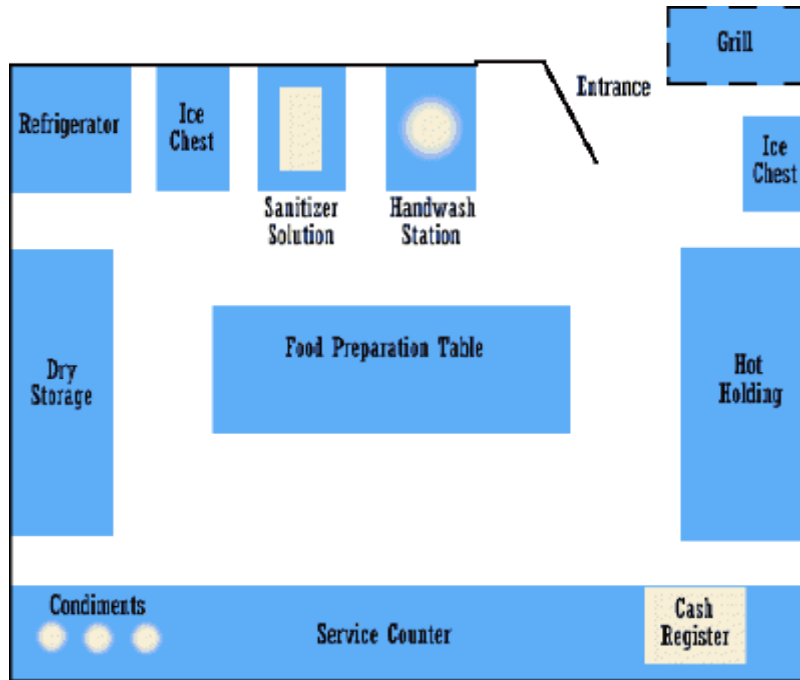 Grill
Entrance
Refrigerator
Ice
Chest
Ice
Chest
Sanitizer
Solution
Handwash
Station
Food Preparation Table
Dry
Storage
Hot
Holding
Condiments
Service Counter
Cash
Register